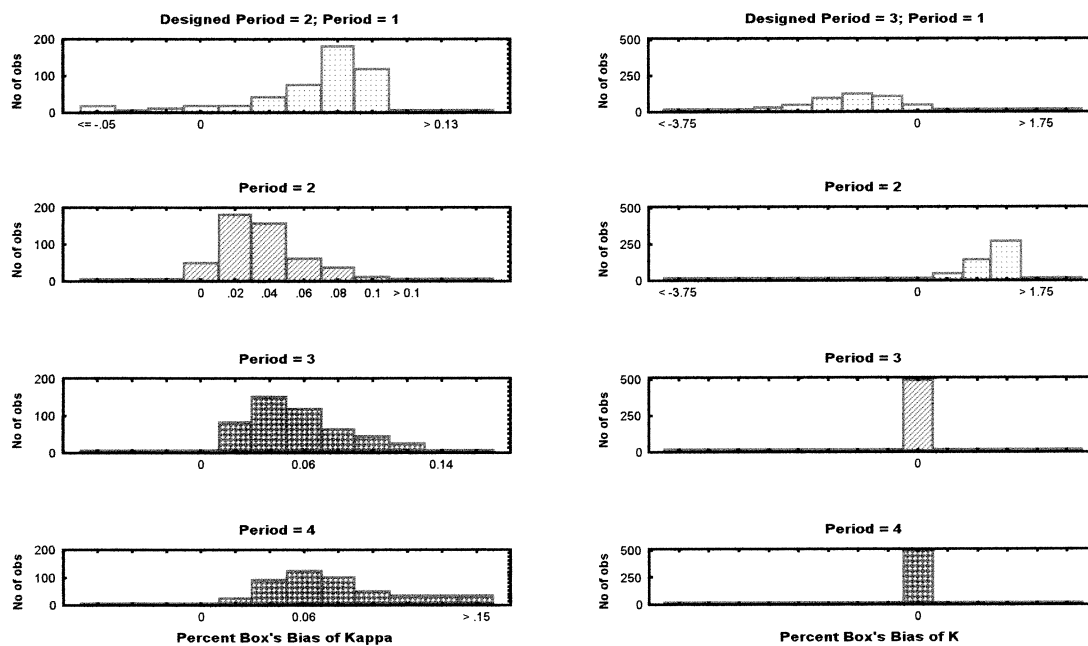 Designed Period = 2; Period = 1
No of obs
200
100
0
<= -.05 0 > 0.13
Period = 2
No of obs
200
100
0
0 .02 .04 .06 .08 0.1 > 0.1
Period = 3
No of obs
200
100
0
0 0.06 0.14
Period = 4
No of obs
200
100
0
0 0.06 > .15
Percent Box's Bias of Kappa
Designed Period = 3; Period = 1
No of obs
500
250
0
< -3.75 0 > 1.75
Period = 2
No of obs
500
250
0
< -3.75 0 > 1.75
Period = 3
No of obs
500
250
0
0
Period = 4
No of obs
500
250
0
0
Percent Box's Bias of K